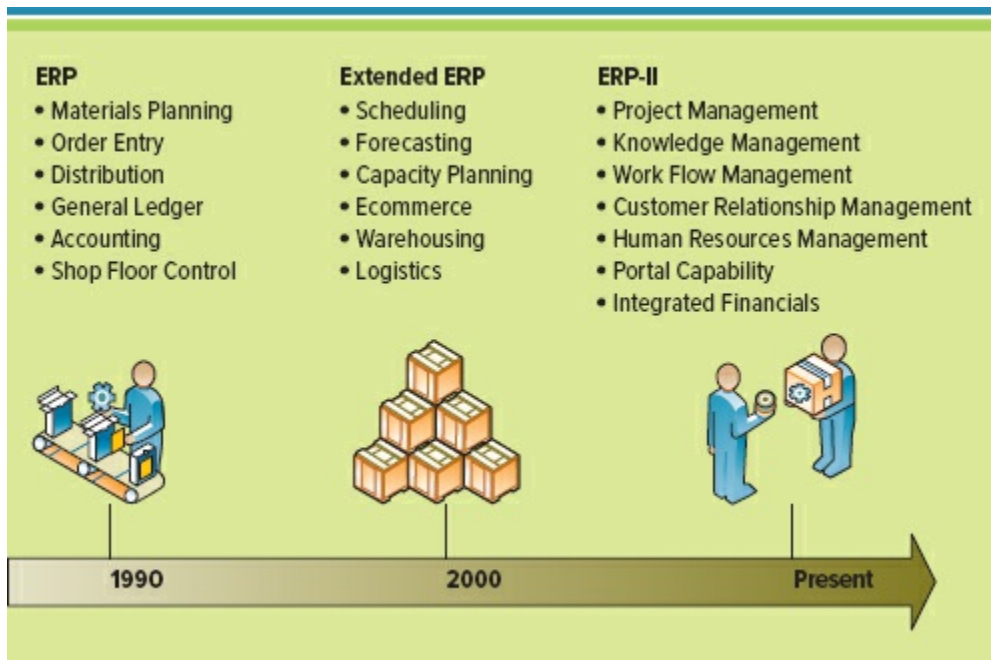 ERP
• Materials Planning
• Order Entry
• Distribution
• General Ledger
• Accounting
• Shop Floor Control
Extended ERP
• Scheduling
• Forecasting
• Capacity Planning
• Ecommerce
• Warehousing
• Logistics
ERP-II
• Project Management
• Knowledge Management
• Work Flow Management
• Customer Relationship Management
• Human Resources Management
• Portal Capability
• Integrated Financials
1990
2000
Present